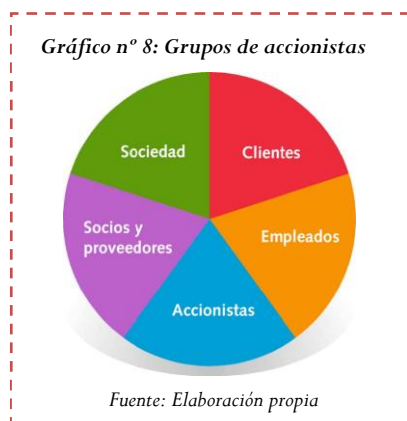 Gráfico nº 8: Grupos de accionistas
Sociedad
Clientes
Socios y
proveedores
Empleados
Accionistas
Fuente: Elaboración propia